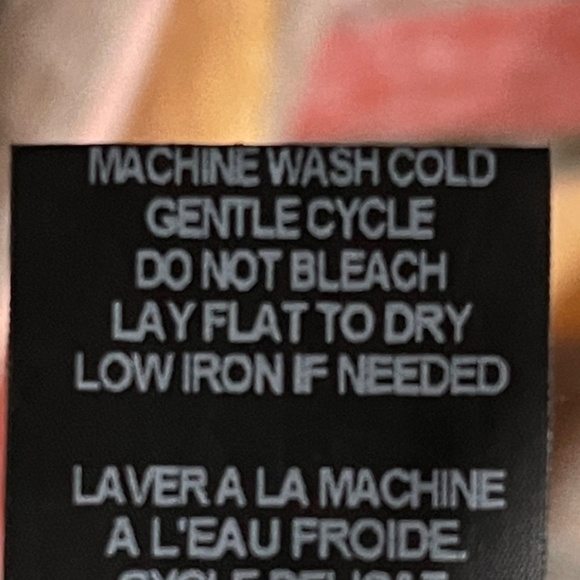 MACHINE WASH COLD
GENTLE CYCLE
DO NOT BLEACH
LAY FLAT TO DRY
LOW IRON IF NEEDED
LAVER A LA MACHINE
A L'EAU FROIDE.
CYCLE